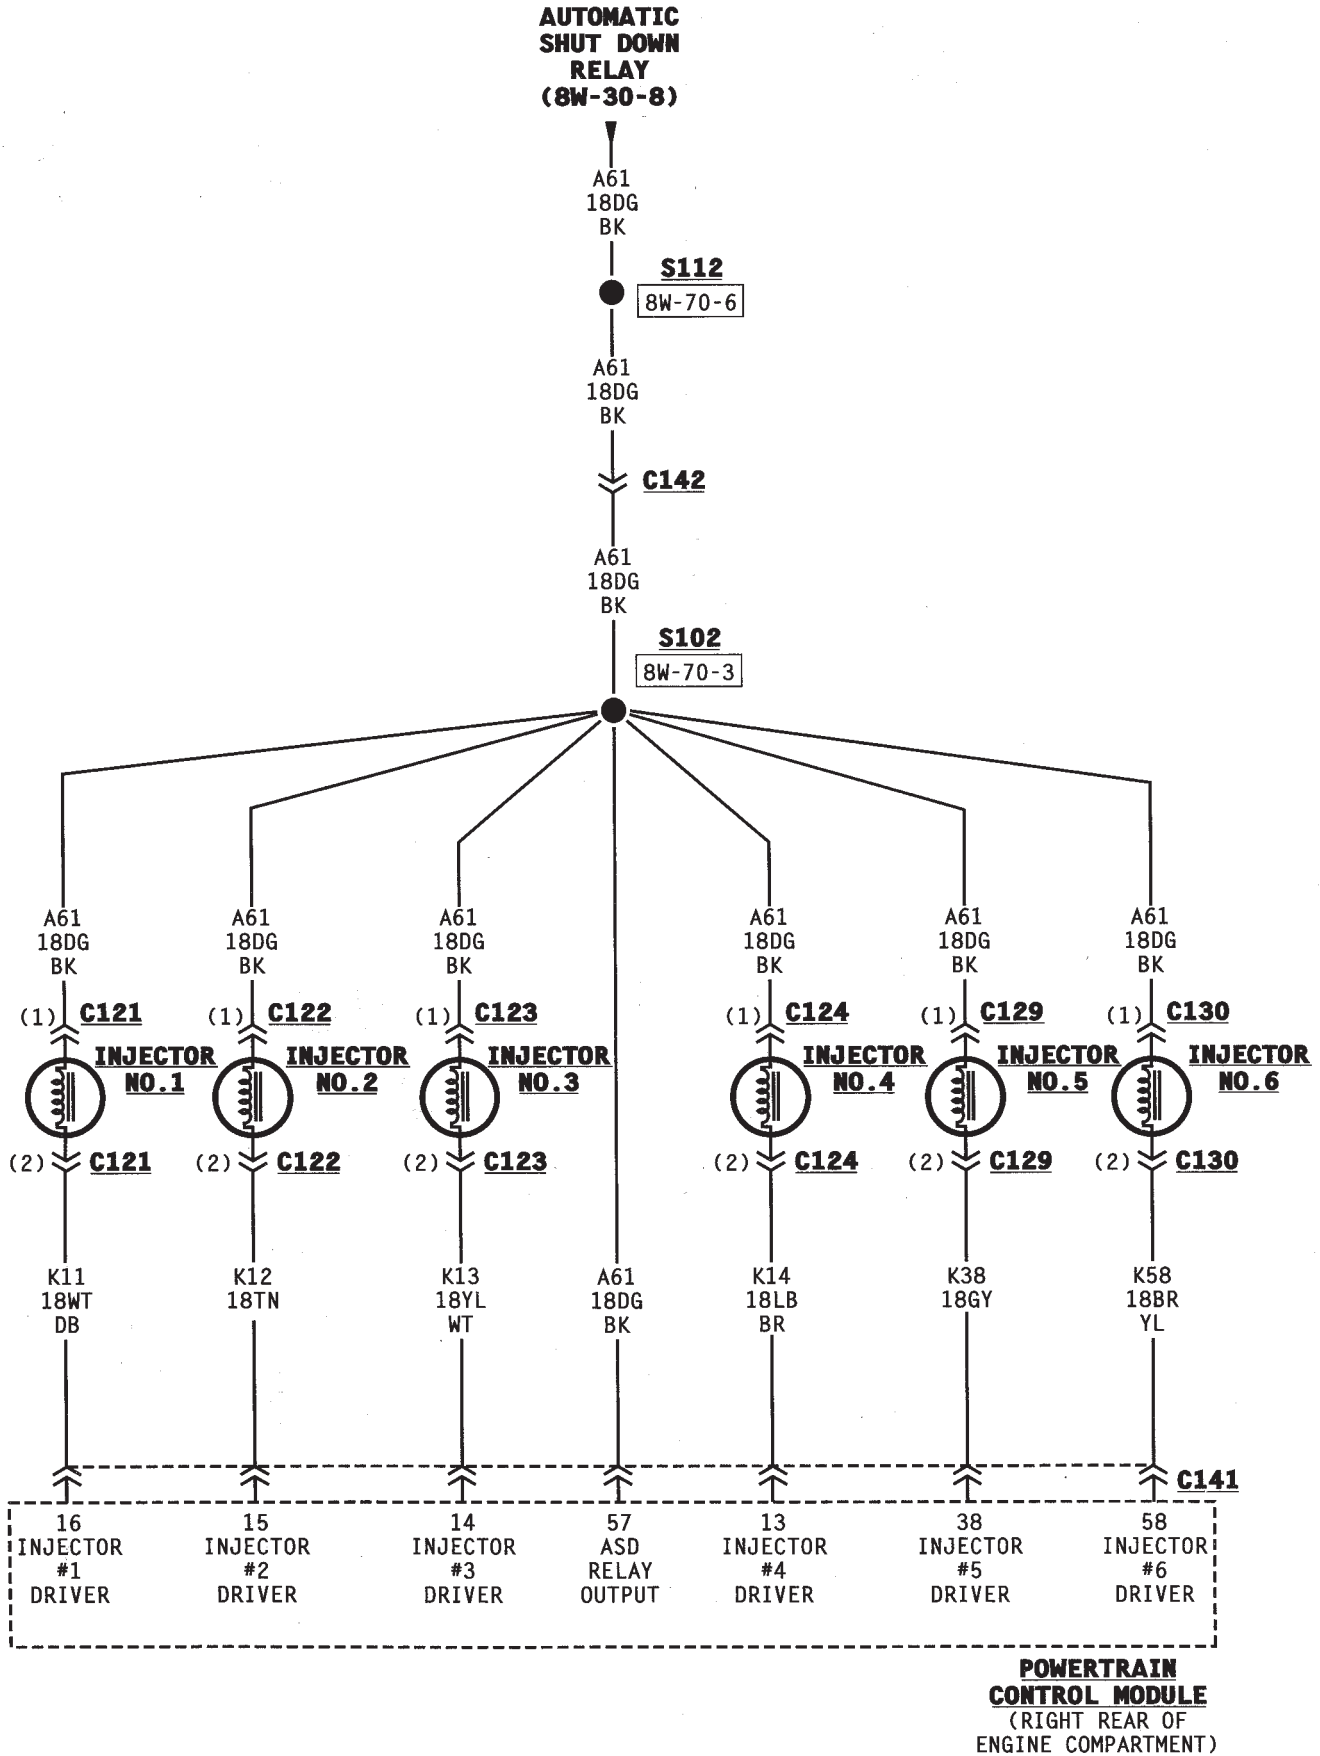 AUTOMATIC
SHUT DOWN
RELAY
(8W-30-8)
A61
18DG
BK
S112
8W-70-6
A61
18DG
BK
C142
A61
18DG
BK
S102
8W-70-3
A61 A61 A61 A61 A61 A61
18DG 18DG 18DG 18DG 18DG 18DG
BK BK BK BK BK BK
(1) C121 (1) C122 (1) C123 (1) C124 (1) C129 (1) C130
INJECTOR INJECTOR INJECTOR INJECTOR INJECTOR INJECTOR
NO.1 NO.2 NO.3 NO.4 NO.5 NO.6
(2) C121 (2) C122 (2) C123 (2) C124 (2) C129 (2) C130
K11 K12 K13 A61 K14 K38 K58
18WT 18TN 18YL 18DG 18LB 18GY 18BR
DB WT BK BR YL
C141
16 15 14 57 13 38 58
INJECTOR INJECTOR INJECTOR ASD INJECTOR INJECTOR INJECTOR
#1 #2 #3 RELAY #4 #5 #6
DRIVER DRIVER DRIVER OUTPUT DRIVER DRIVER DRIVER
POWERTRAIN
CONTROL MODULE
(RIGHT REAR OF
ENGINE COMPARTMENT)